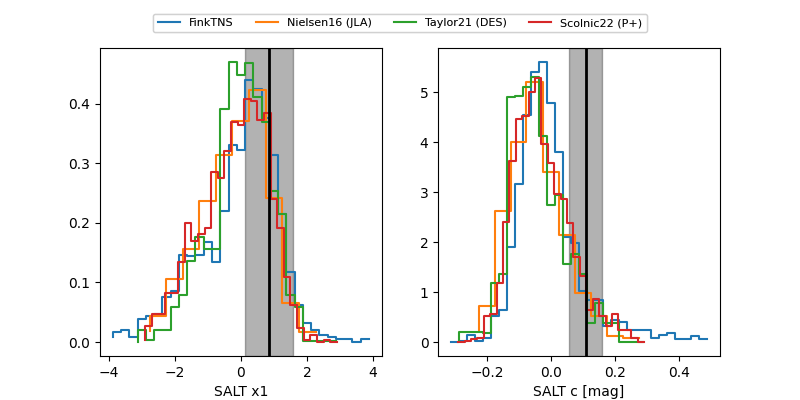 FinkTNS Nielsen16 (JLA) Taylor21 (DES) Scolnic22 (P+)
0.4
0.3
0.2
0.1
0.0
−4 −2 0 2 4
SALT x1
5
4
3
2
1
0
−0.2 0.0 0.2 0.4
SALT c [mag]